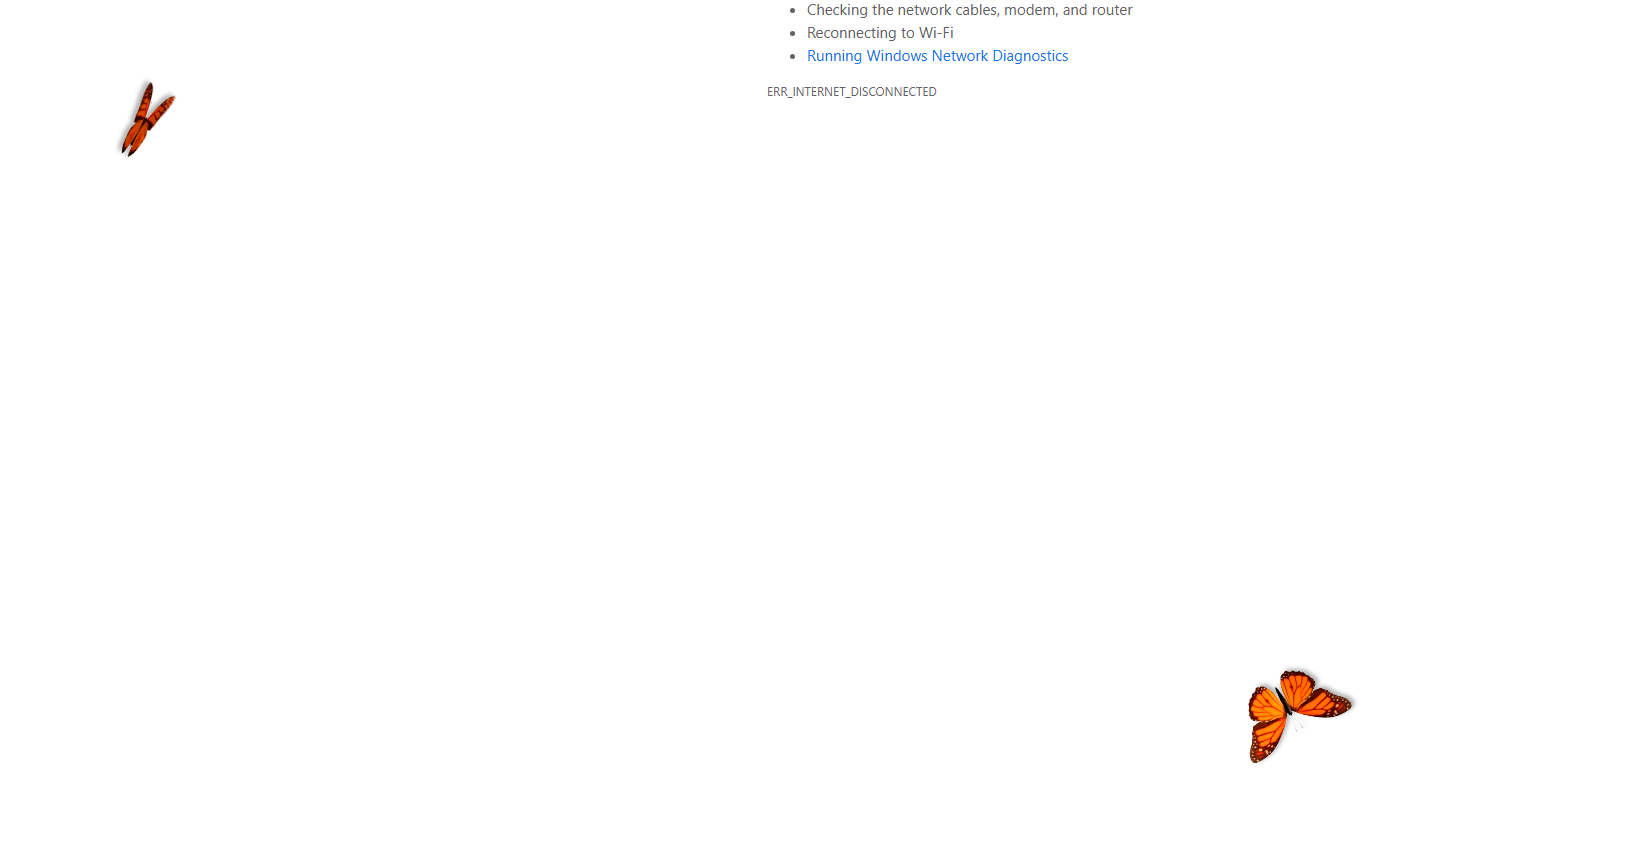 Checking the network cables, modem, and router
Reconnecting to Wi-Fi
Running Windows Network Diagnostics
ERR_INTERNET_DISCONNECTED